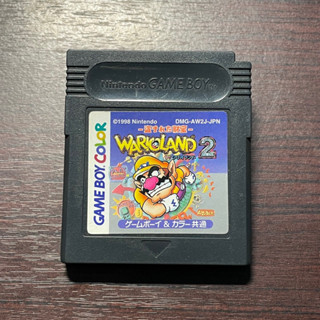 Nintendo GAME BOY
©1998 Nintendo DMG-AW2J-JPN
GAME BOY COLOR
〜盗まれた財宝〜
WARIOLAND 2
ゲームボーイ & カラー 共通